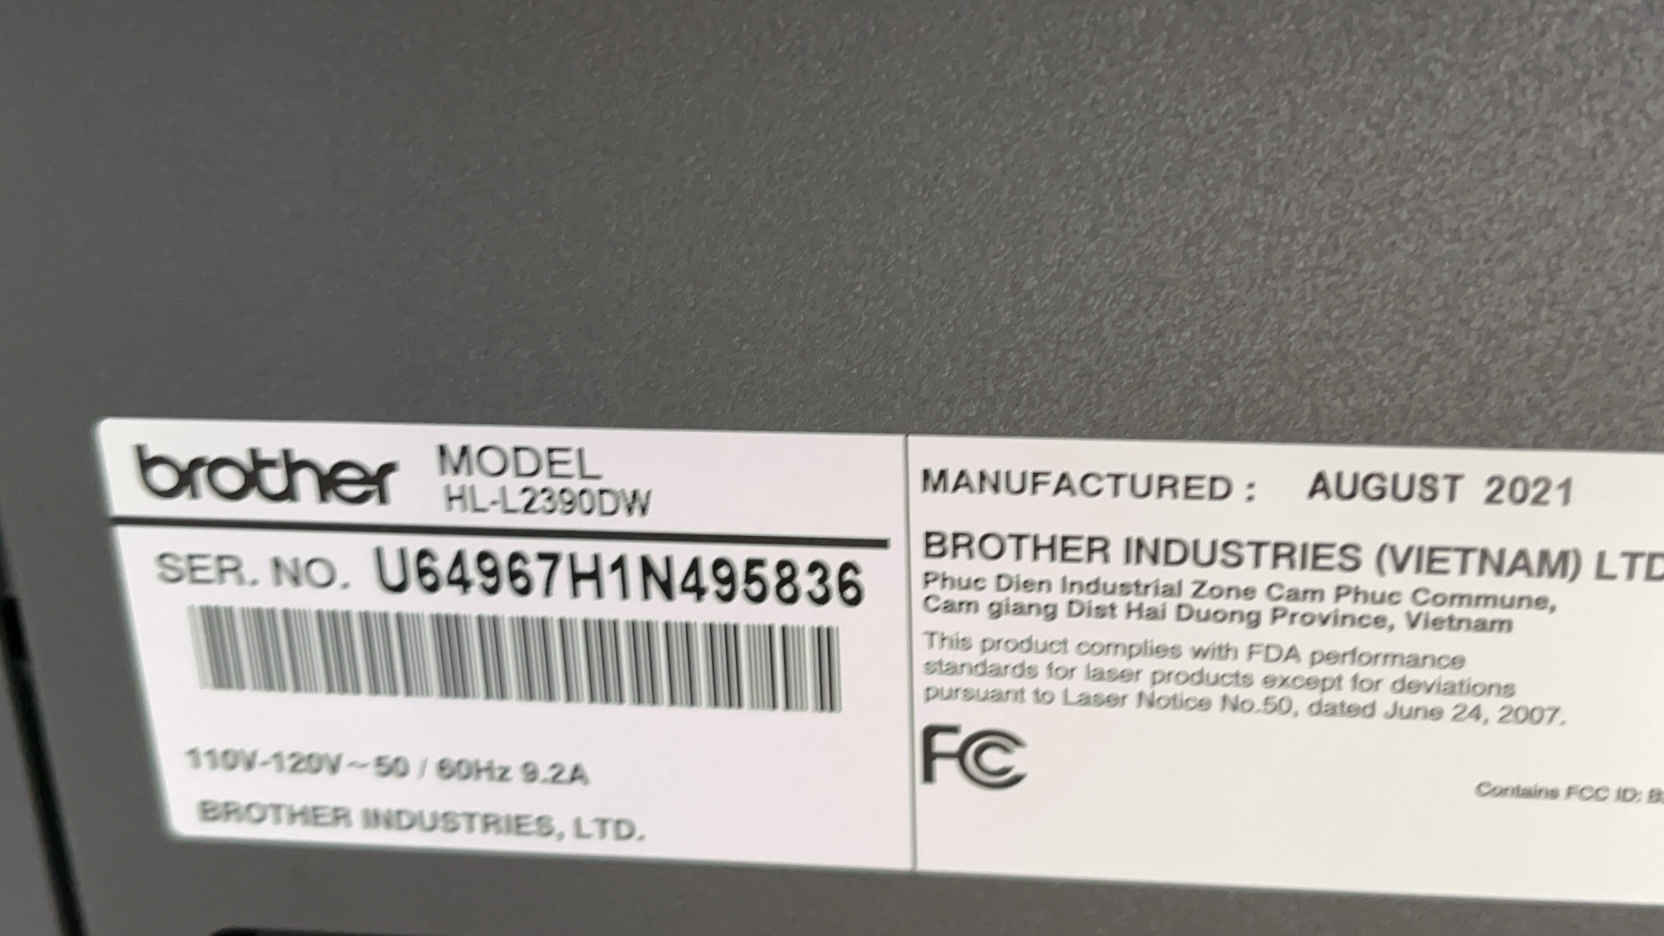 brother MODEL
HL-L2390DW
SER. NO. U64967H1N495836
110V-120V~50 / 60Hz 9.2A
BROTHER INDUSTRIES, LTD.
MANUFACTURED : AUGUST 2021
BROTHER INDUSTRIES (VIETNAM) LTD
Phuc Dien Industrial Zone Cam Phuc Commune,
Cam giang Dist Hai Duong Province, Vietnam
This product complies with FDA performance
standards for laser products except for deviations
pursuant to Laser Notice No.50, dated June 24, 2007.
FC
Contains FCC ID: